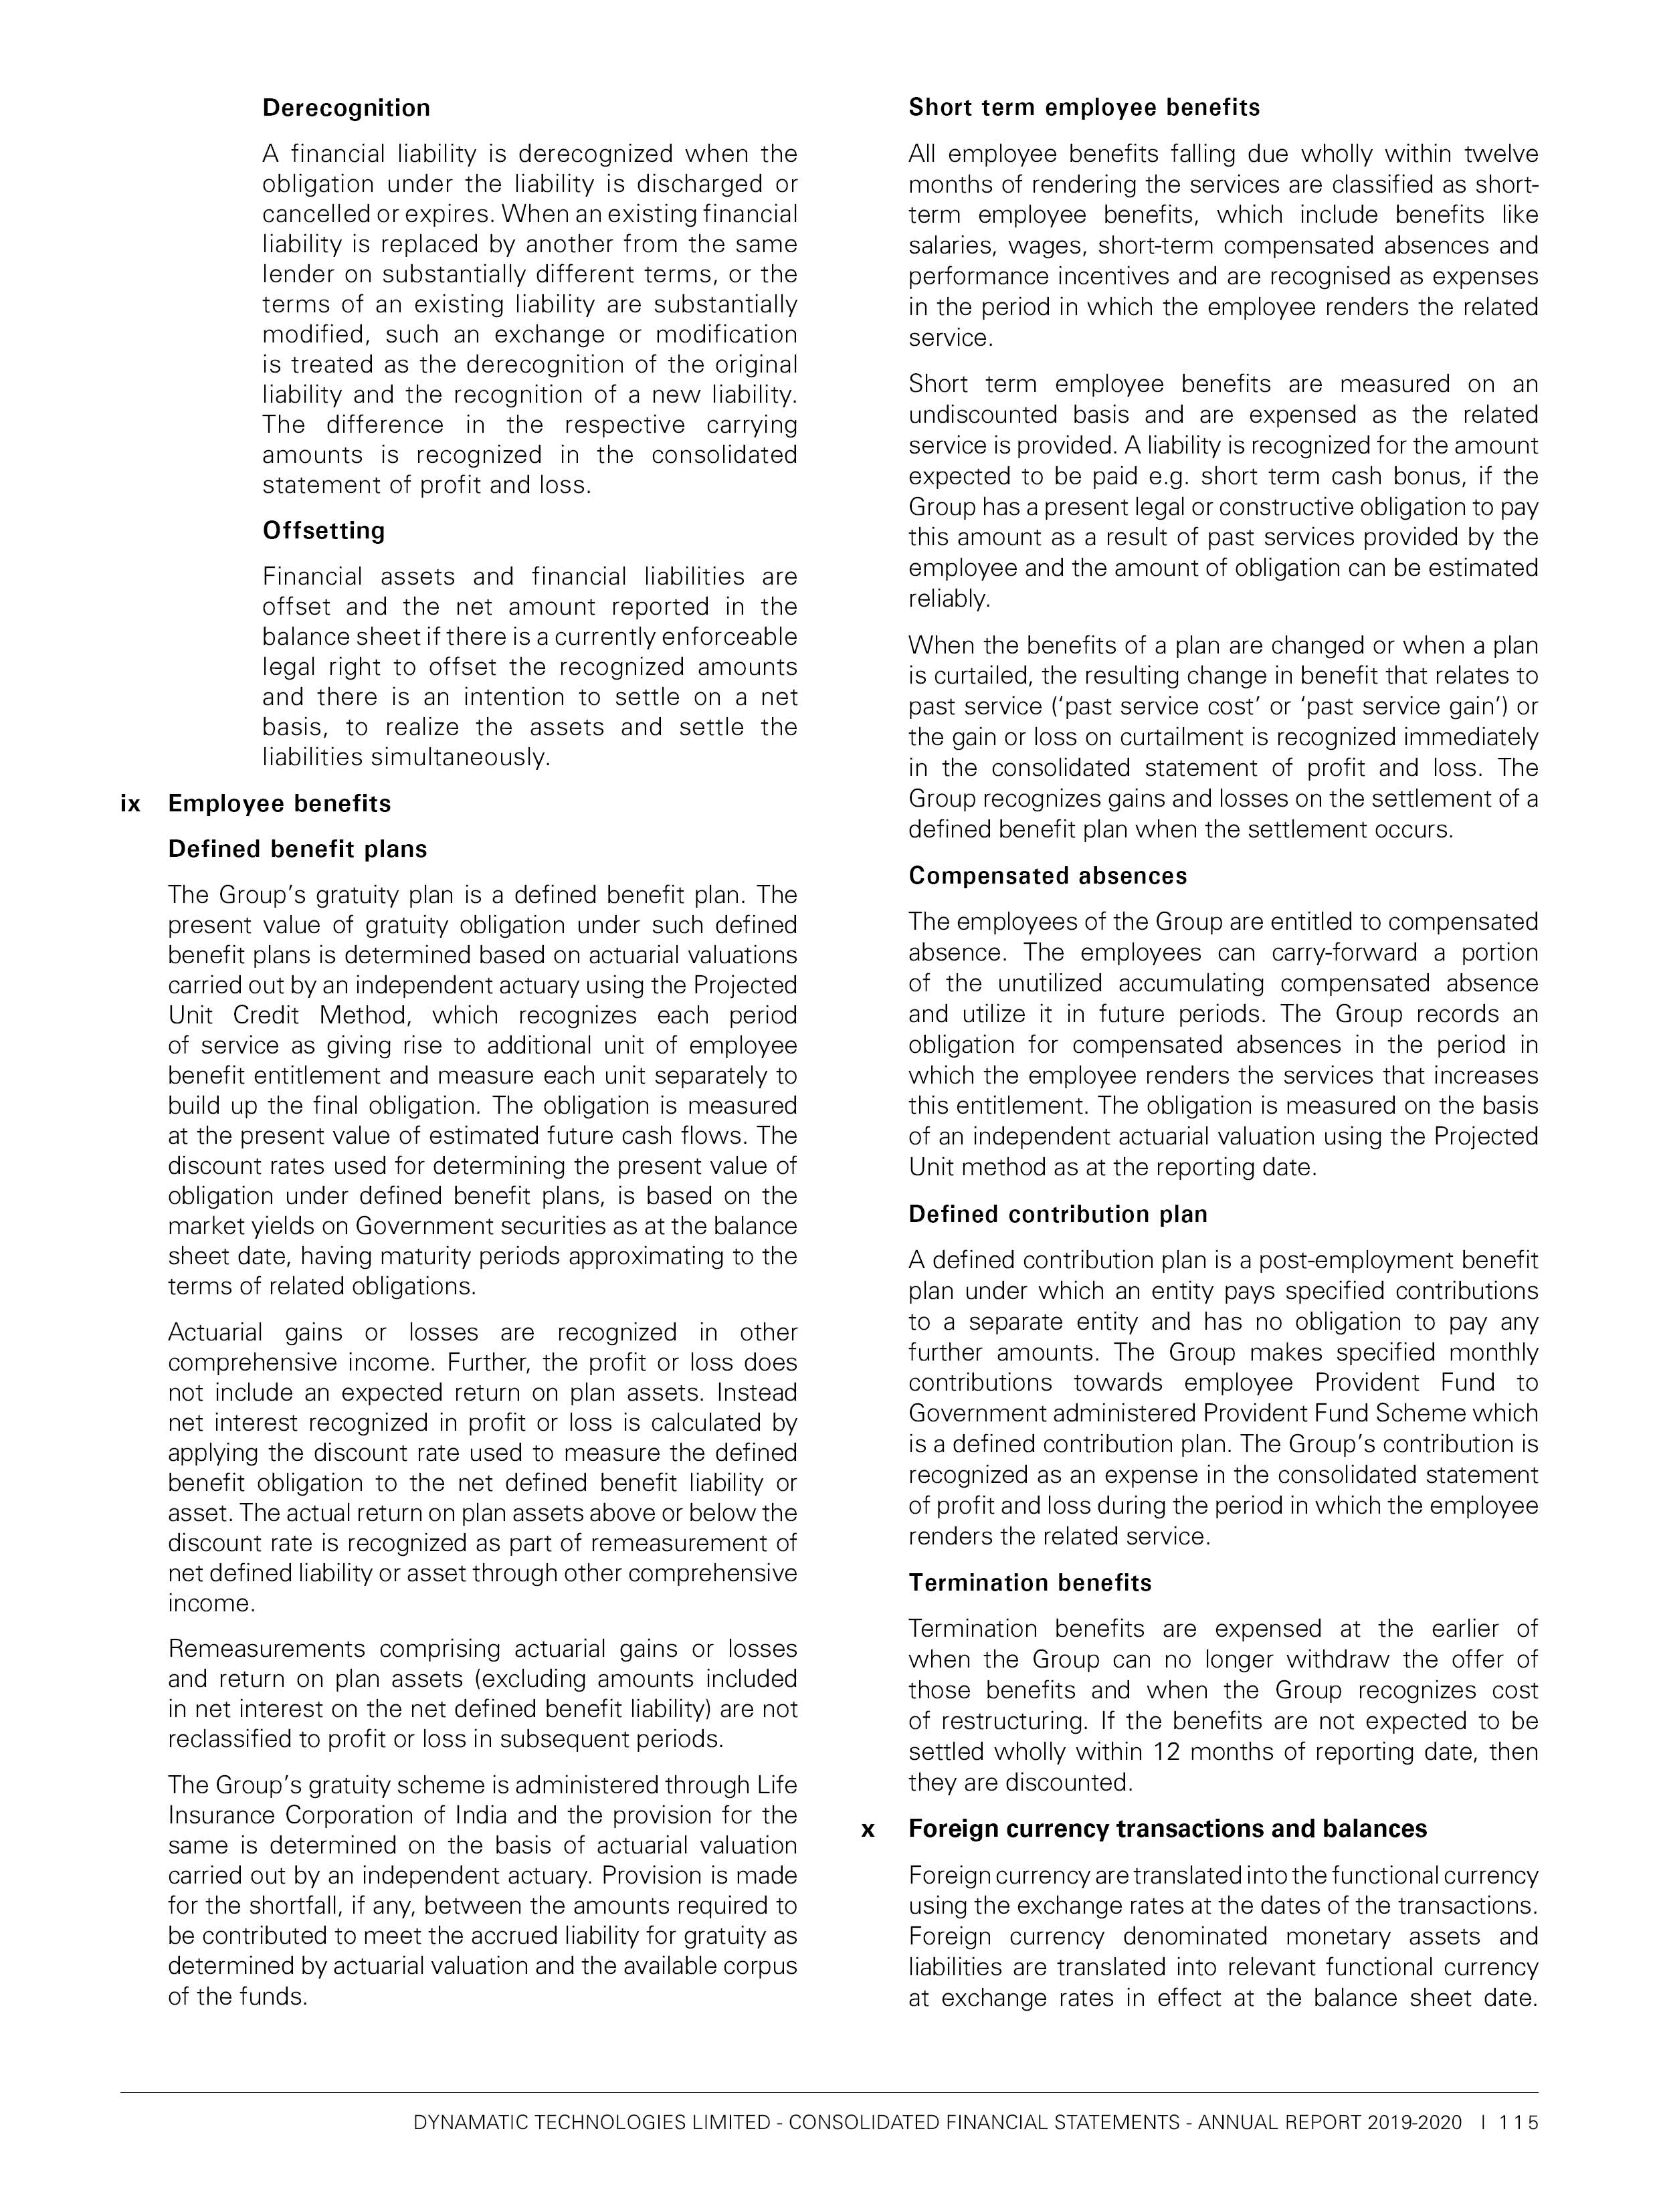 Derecognition
A financial liability is derecognized when the
obligation under the liability is discharged or
cancelled or expires. When an existing financial
liability is replaced by another from the same
lender on substantially different terms, or the
terms of an existing liability are substantially
modified, such an exchange or modification
is treated as the derecognition of the original
liability and the recognition of a new liability.
The difference in the respective carrying
amounts is recognized in the consolidated
statement of profit and loss.
Offsetting
Financial assets and financial liabilities are
offset and the net amount reported in the
balance sheet if there is a currently enforceable
legal right to offset the recognized amounts
and there is an intention to settle on a net
basis, to realize the assets and settle the
liabilities simultaneously.
ix Employee benefits
Defined benefit plans
The Group's gratuity plan is a defined benefit plan. The
present value of gratuity obligation under such defined
benefit plans is determined based on actuarial valuations
carried out by an independent actuary using the Projected
Unit Credit Method, which recognizes each period
of service as giving rise to additional unit of employee
benefit entitlement and measure each unit separately to
build up the final obligation. The obligation is measured
at the present value of estimated future cash flows. The
discount rates used for determining the present value of
obligation under defined benefit plans, is based on the
market yields on Government securities as at the balance
sheet date, having maturity periods approximating to the
terms of related obligations.
Actuarial gains or losses are recognized in other
comprehensive income. Further, the profit or loss does
not include an expected return on plan assets. Instead
net interest recognized in profit or loss is calculated by
applying the discount rate used to measure the defined
benefit obligation to the net defined benefit liability or
asset. The actual return on plan assets above or below the
discount rate is recognized as part of remeasurement of
net defined liability or asset through other comprehensive
income.
Remeasurements comprising actuarial gains or losses
and return on plan assets (excluding amounts included
in net interest on the net defined benefit liability) are not
reclassified to profit or loss in subsequent periods.
The Group's gratuity scheme is administered through Life
Insurance Corporation of India and the provision for the
same is determined on the basis of actuarial valuation
carried out by an independent actuary. Provision is made
for the shortfall, if any, between the amounts required to
be contributed to meet the accrued liability for gratuity as
determined by actuarial valuation and the available corpus
of the funds.
Short term employee benefits
All employee benefits falling due wholly within twelve
months of rendering the services are classified as short-
term employee benefits, which include benefits like
salaries, wages, short-term compensated absences and
performance incentives and are recognised as expenses
in the period in which the employee renders the related
service.
Short term employee benefits are measured on an
undiscounted basis and are expensed as the related
service is provided. A liability is recognized for the amount
expected to be paid e.g. short term cash bonus, if the
Group has a present legal or constructive obligation to pay
this amount as a result of past services provided by the
employee and the amount of obligation can be estimated
reliably.
When the benefits of a plan are changed or when a plan
is curtailed, the resulting change in benefit that relates to
past service ('past service cost' or 'past service gain') or
the gain or loss on curtailment is recognized immediately
in the consolidated statement of profit and loss. The
Group recognizes gains and losses on the settlement of a
defined benefit plan when the settlement occurs.
Compensated absences
The employees of the Group are entitled to compensated
absence. The employees can carry-forward a portion
of the unutilized accumulating compensated absence
and utilize it in future periods. The Group records an
obligation for compensated absences in the period in
which the employee renders the services that increases
this entitlement. The obligation is measured on the basis
of an independent actuarial valuation using the Projected
Unit method as at the reporting date.
Defined contribution plan
A defined contribution plan is a post-employment benefit
plan under which an entity pays specified contributions
to a separate entity and has no obligation to pay any
further amounts. The Group makes specified monthly
contributions towards employee Provident Fund to
Government administered Provident Fund Scheme which
is a defined contribution plan. The Group's contribution is
recognized as an expense in the consolidated statement
of profit and loss during the period in which the employee
renders the related service.
Termination benefits
Termination benefits are expensed at the earlier of
when the Group can no longer withdraw the offer of
those benefits and when the Group recognizes cost
of restructuring. If the benefits are not expected to be
settled wholly within 12 months of reporting date, then
they are discounted.
x Foreign currency transactions and balances
Foreign currency are translated into the functional currency
using the exchange rates at the dates of the transactions.
Foreign currency denominated monetary assets and
liabilities are translated into relevant functional currency
at exchange rates in effect at the balance sheet date.
DYNAMATIC TECHNOLOGIES LIMITED - CONSOLIDATED FINANCIAL STATEMENTS - ANNUAL REPORT 2019-2020 | 115